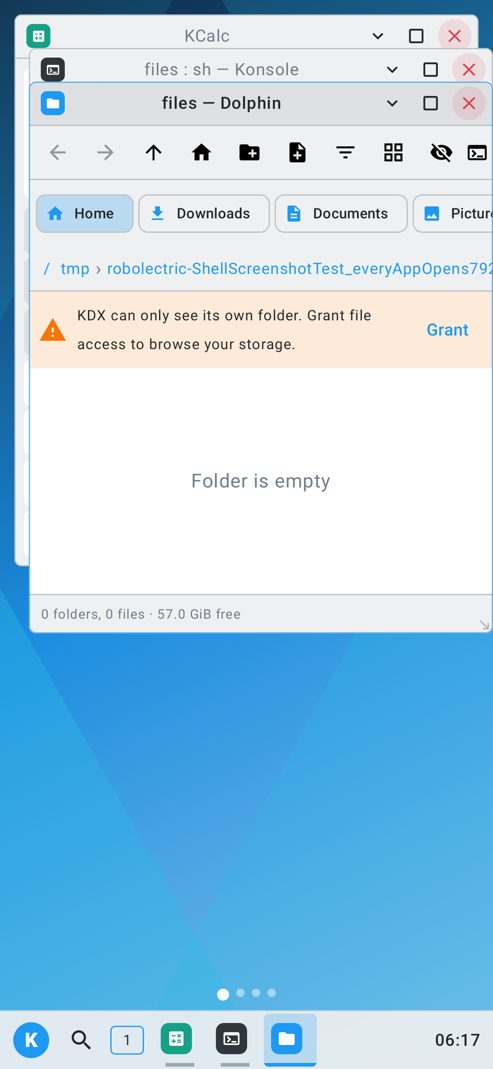 KCalc
files : sh — Konsole
files — Dolphin
Home
Downloads
Documents
Pictur
/ tmp › robolectric-ShellScreenshotTest_everyAppOpens792
KDX can only see its own folder. Grant file
access to browse your storage.
Grant
Folder is empty
0 folders, 0 files · 57.0 GiB free
K
1
06:17